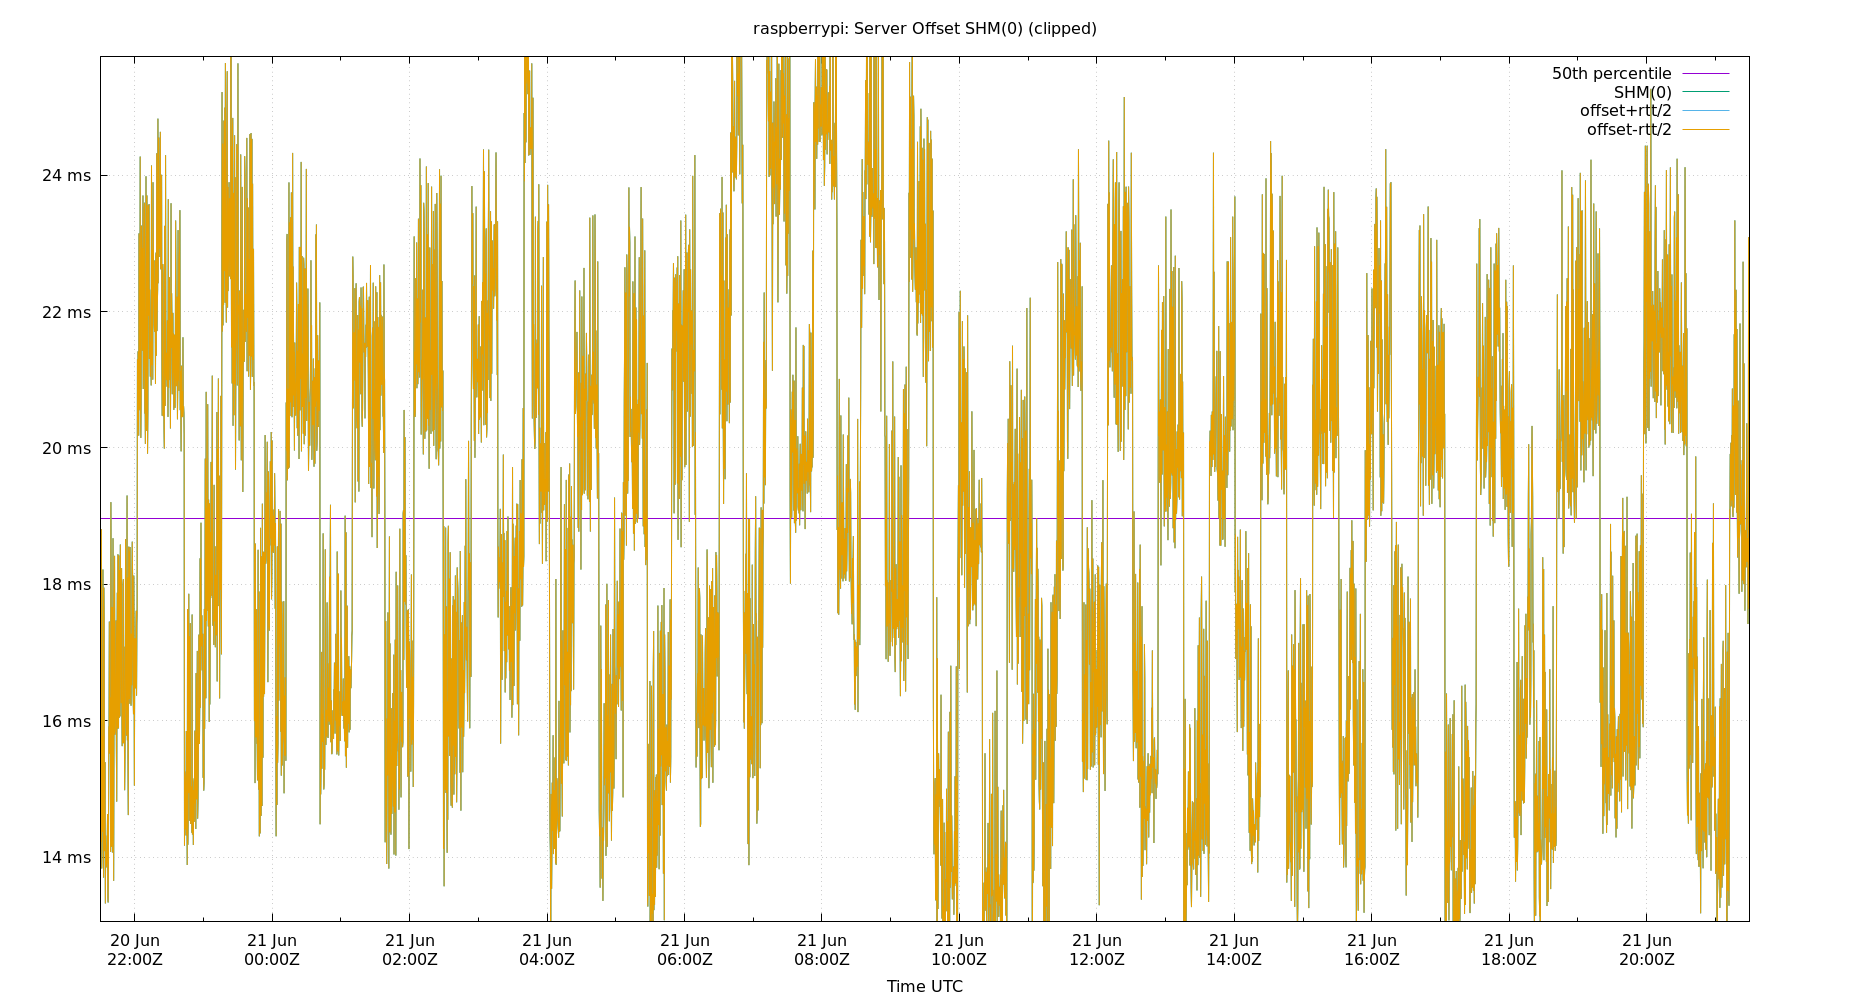 raspberrypi: Server Offset SHM(0) (clipped)
50th percentile
SHM(0)
offset+rtt/2
offset-rtt/2
24 ms
22 ms
20 ms
18 ms
16 ms
14 ms
20 Jun 21 Jun 21 Jun 21 Jun 21 Jun 21 Jun 21 Jun 21 Jun 21 Jun 21 Jun 21 Jun 21 Jun
22:00Z 00:00Z 02:00Z 04:00Z 06:00Z 08:00Z 10:00Z 12:00Z 14:00Z 16:00Z 18:00Z 20:00Z
Time UTC